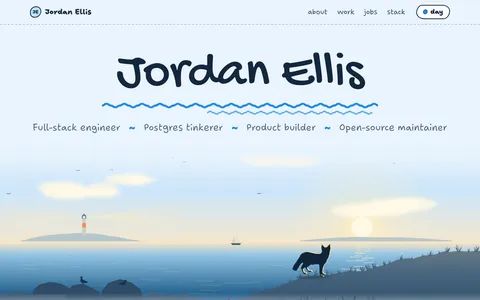 Jordan Ellis
about work jobs stack day
Jordan Ellis
Full-stack engineer ~ Postgres tinkerer ~ Product builder ~ Open-source maintainer